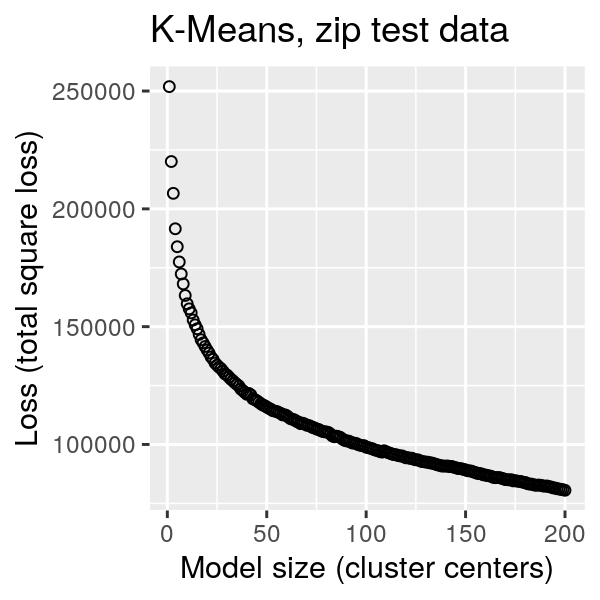 K-Means, zip test data
Loss (total square loss)
250000
200000
150000
100000
0 50 100 150 200
Model size (cluster centers)